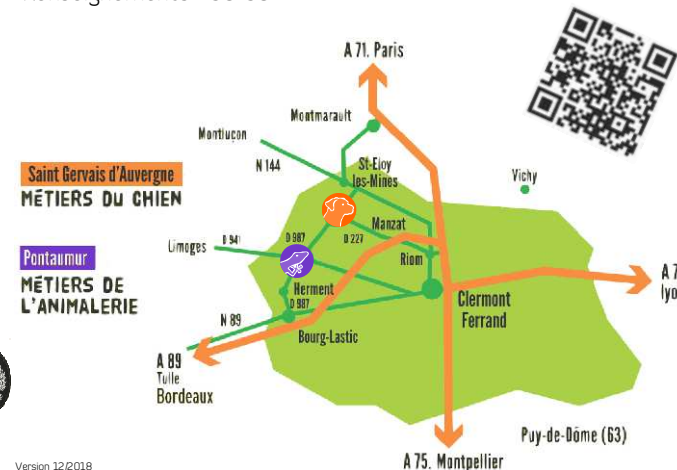 A 71. Paris
Montmarault
Montluçon
N 144
St-Eloy
les-Mines
Vichy
Saint Gervais d'Auvergne
MÉTIERS DU CHIEN
Manzat
D 987
D 227
Limoges
D 941
Riom
Pontaumur
MÉTIERS DE
L'ANIMALERIE
Herment
D 987
Clermont
Ferrand
N 89
Bourg-Lastic
A 89
Tulle
Bordeaux
Puy-de-Dôme (63)
A 75. Montpellier
Version 12/2018